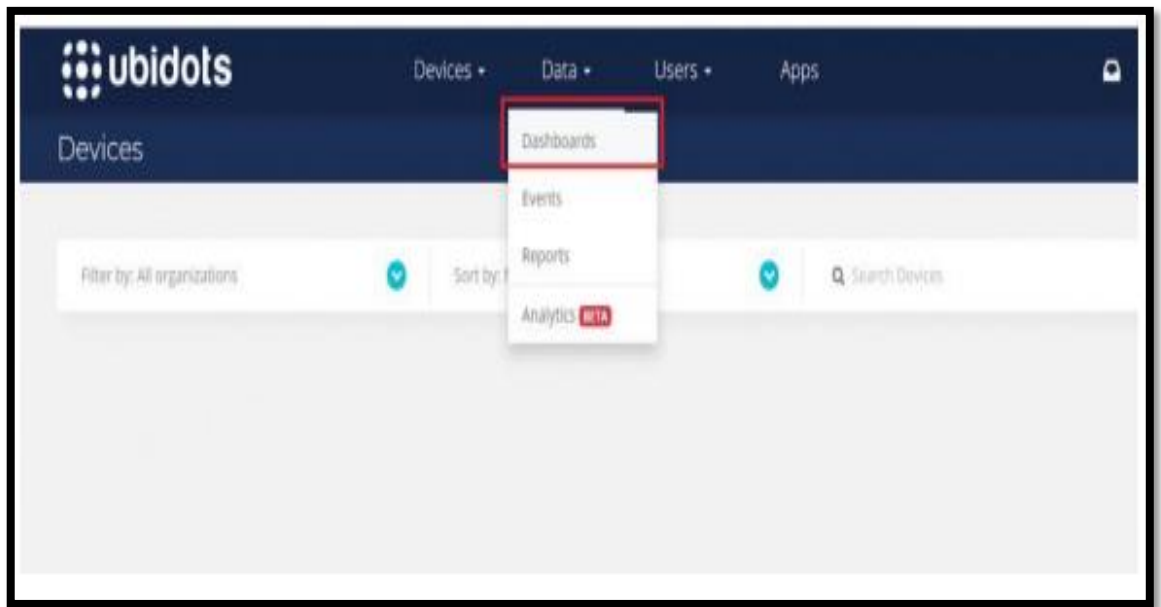 ubidots Devices Data Users Apps
Devices
Dashboards
Events
Reports
Analytics BETA
Filter by: All organizations Sort by: Search Devices